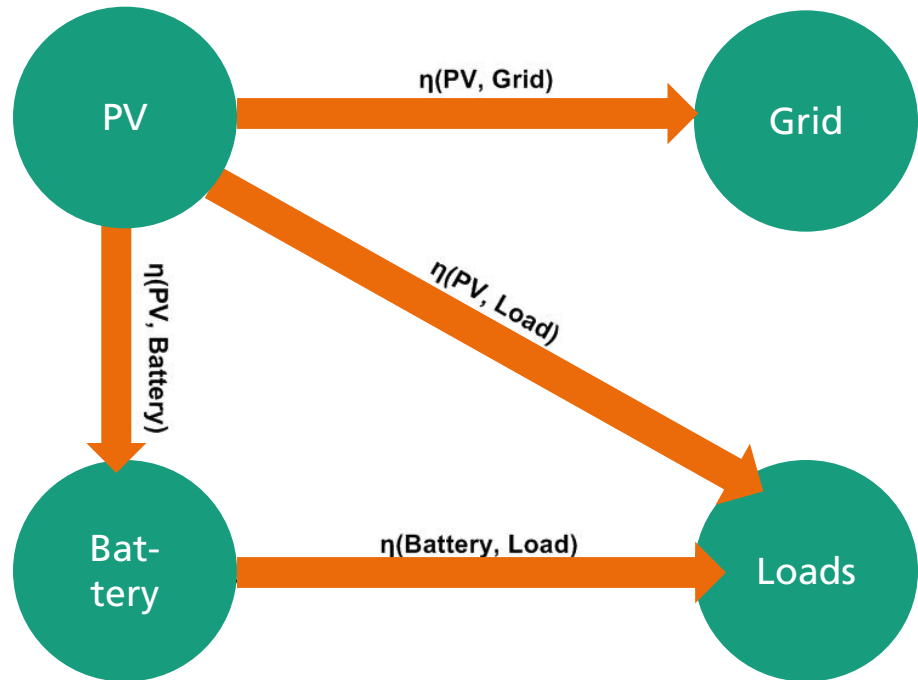 η(PV, Grid)
PV
Grid
η(PV, Load)
η(PV, Battery)
η(Battery, Load)
Bat-
tery
Loads